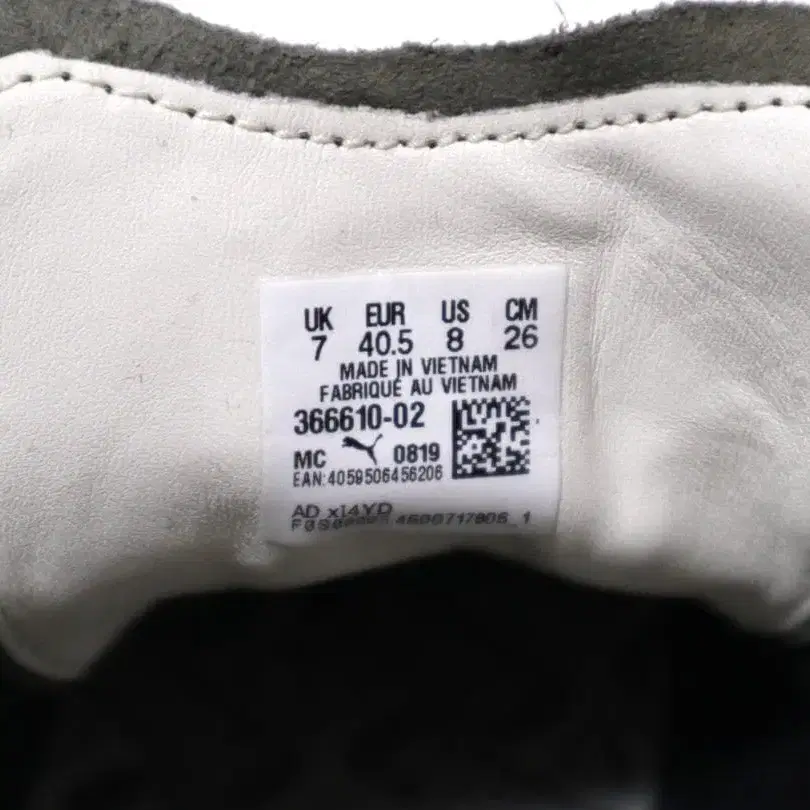 UK EUR US CM
7 40.5 8 26
MADE IN VIETNAM
FABRIQUÉ AU VIETNAM
366610-02
MC 0819
EAN:4059506456206
AD xI4YD